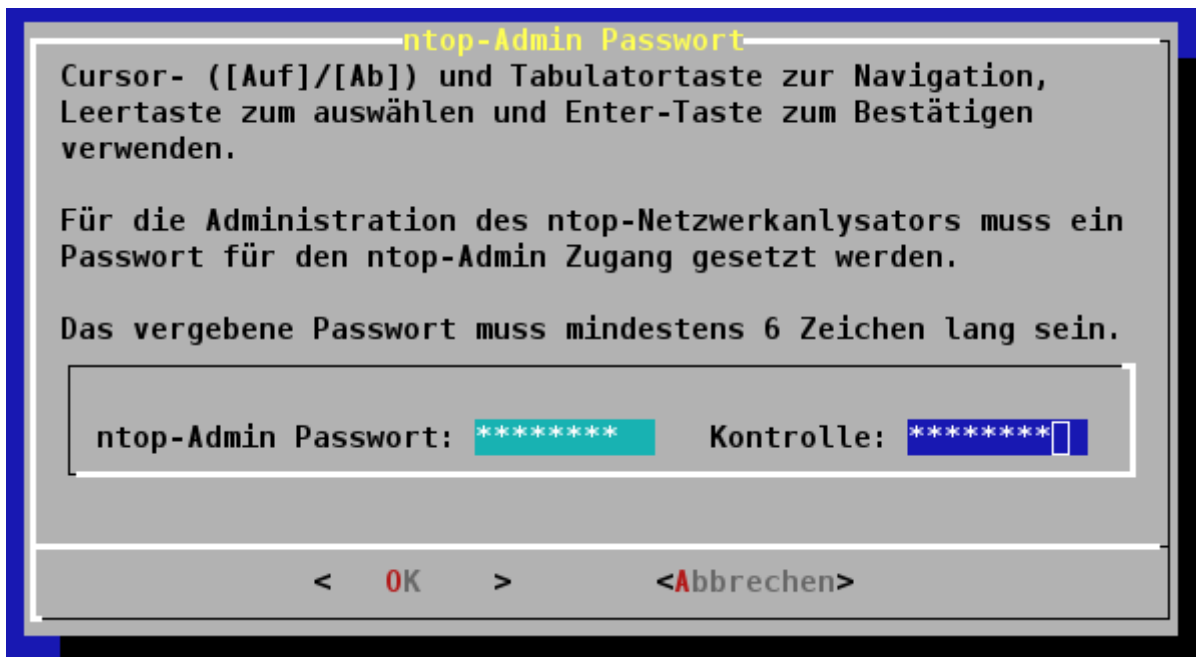 ntop-Admin Passwort
Cursor- ([Auf]/[Ab]) und Tabulatortaste zur Navigation,
Leertaste zum auswählen und Enter-Taste zum Bestätigen
verwenden.
Für die Administration des ntop-Netzwerkanlysators muss ein
Passwort für den ntop-Admin Zugang gesetzt werden.
Das vergebene Passwort muss mindestens 6 Zeichen lang sein.
ntop-Admin Passwort: ******** Kontrolle: ********
< OK > <Abbrechen>